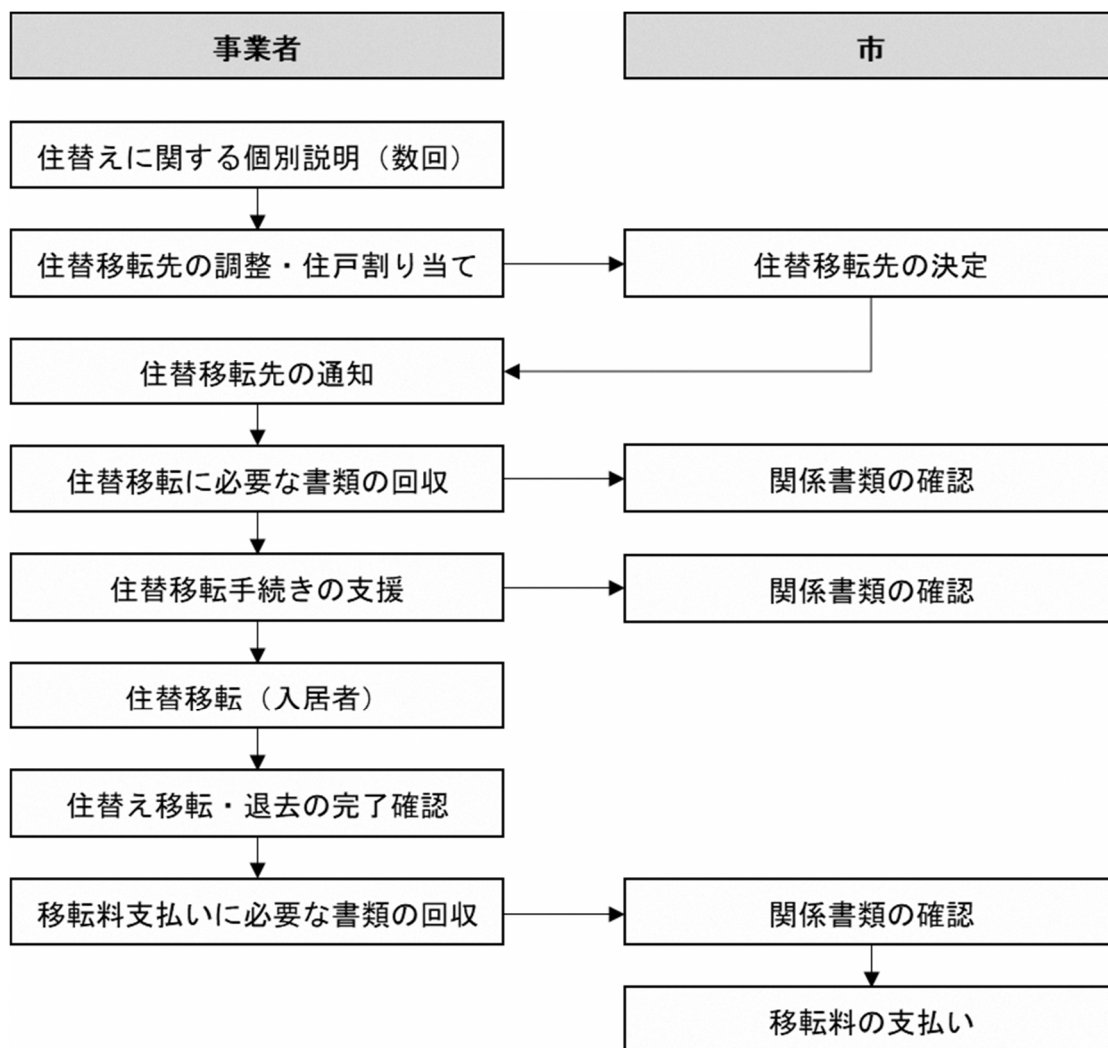 事業者
市
住替えに関する個別説明（数回）
住替移転先の調整・住戸割り当て
住替移転先の決定
住替移転先の通知
住替移転に必要な書類の回収
関係書類の確認
住替移転手続きの支援
関係書類の確認
住替移転（入居者）
住替え移転・退去の完了確認
移転料支払いに必要な書類の回収
関係書類の確認
移転料の支払い